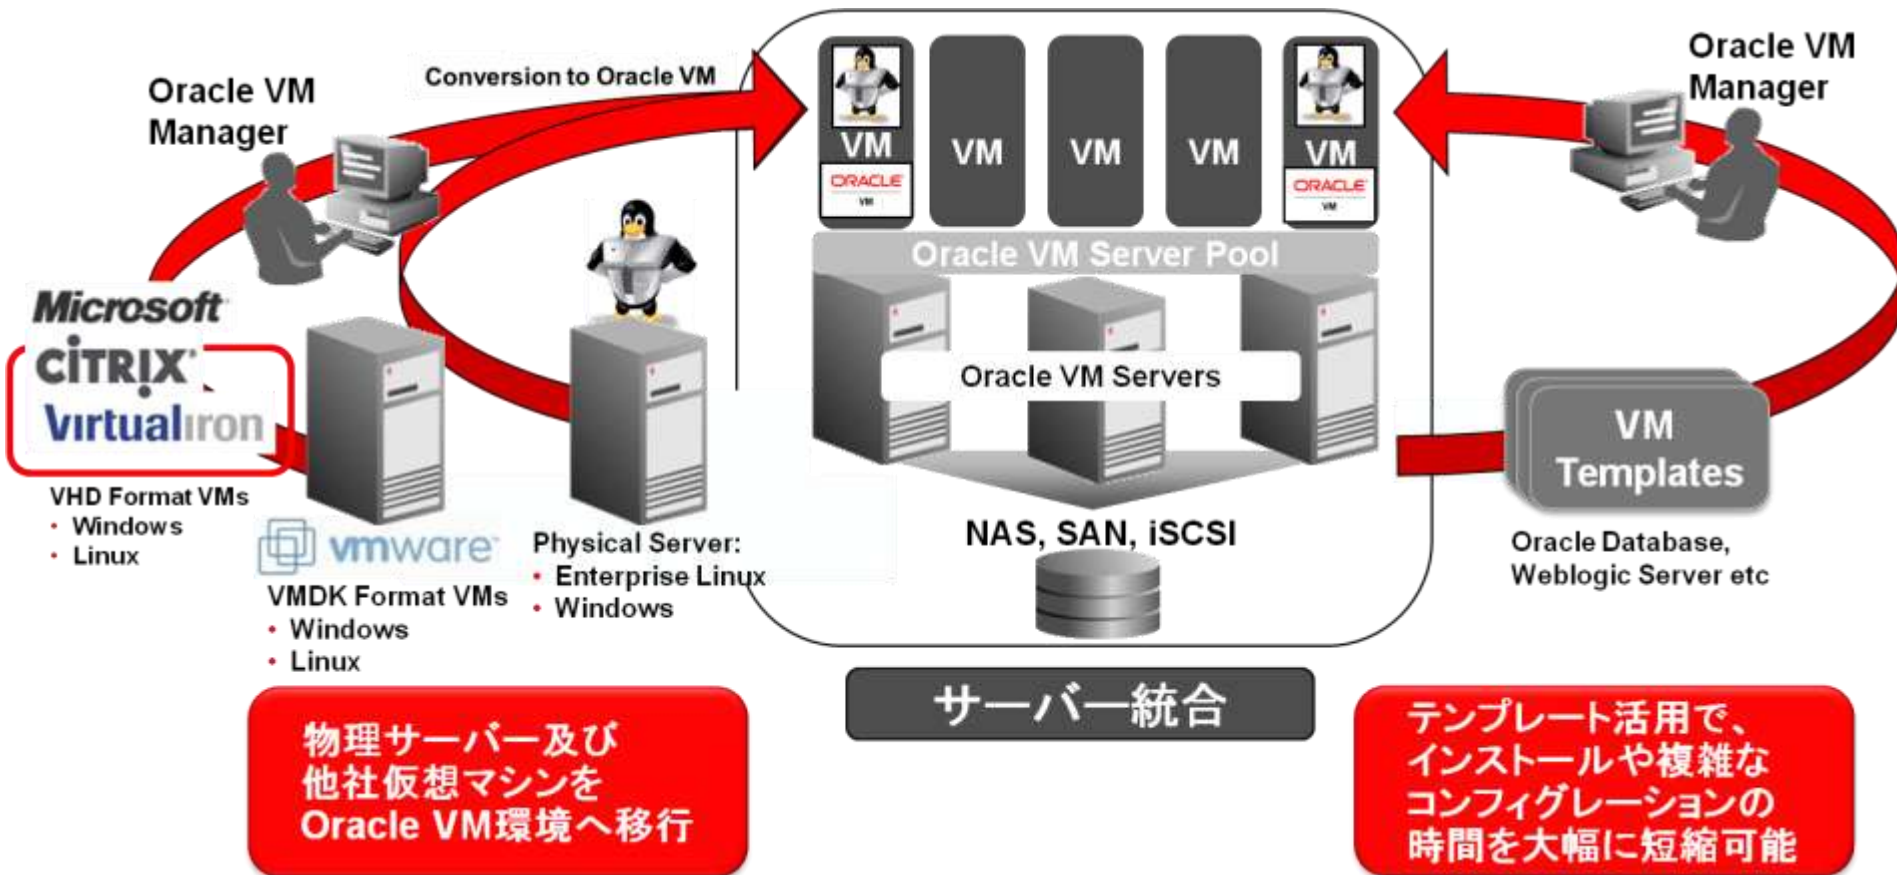 Oracle VM
Manager
Conversion to Oracle VM
Microsoft
CİTRIX
Virtualiron
VHD Format VMs
• Windows
• Linux
vmware
VMDK Format VMs
• Windows
• Linux
Physical Server:
• Enterprise Linux
• Windows
VM
ORACLE
VM
VM
VM
VM
VM
ORACLE
VM
Oracle VM Server Pool
Oracle VM Servers
NAS, SAN, iSCSI
Oracle VM
Manager
VM
Templates
Oracle Database,
Weblogic Server etc
物理サーバー及び
他社仮想マシンを
Oracle VM環境へ移行
サーバー統合
テンプレート活用で、
インストールや複雑な
コンフィグレーションの
時間を大幅に短縮可能